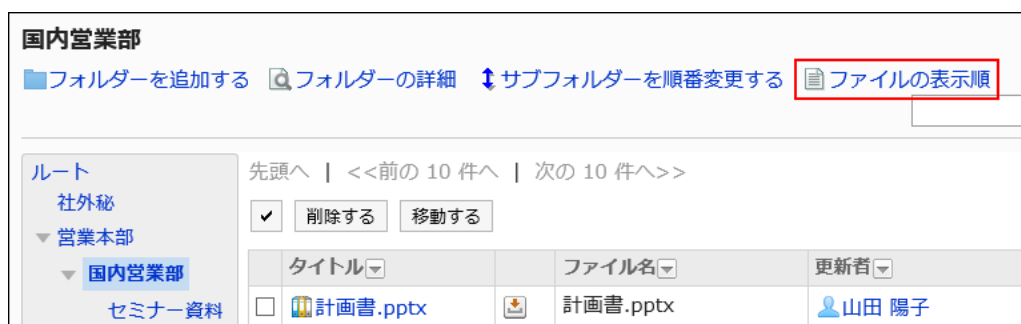 国内営業部
フォルダーを追加する フォルダーの詳細 サブフォルダーを順番変更する ファイルの表示順
ルート
社外秘
営業本部
国内営業部
セミナー資料
先頭へ | <<前の 10 件へ | 次の 10 件へ>>
削除する 移動する
タイトル ファイル名 更新者
計画書.pptx 計画書.pptx 山田 陽子